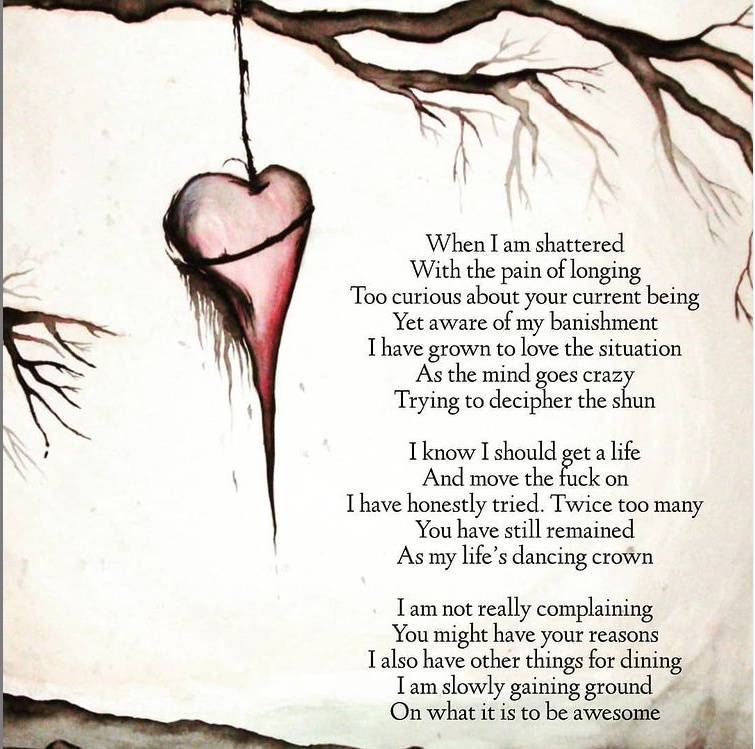 When I am shattered
With the pain of longing
Too curious about your current being
Yet aware of my banishment
I have grown to love the situation
As the mind goes crazy
Trying to decipher the shun
I know I should get a life
And move the fuck on
I have honestly tried. Twice too many
You have still remained
As my life's dancing crown
I am not really complaining
You might have your reasons
I also have other things for dining
I am slowly gaining ground
On what it is to be awesome